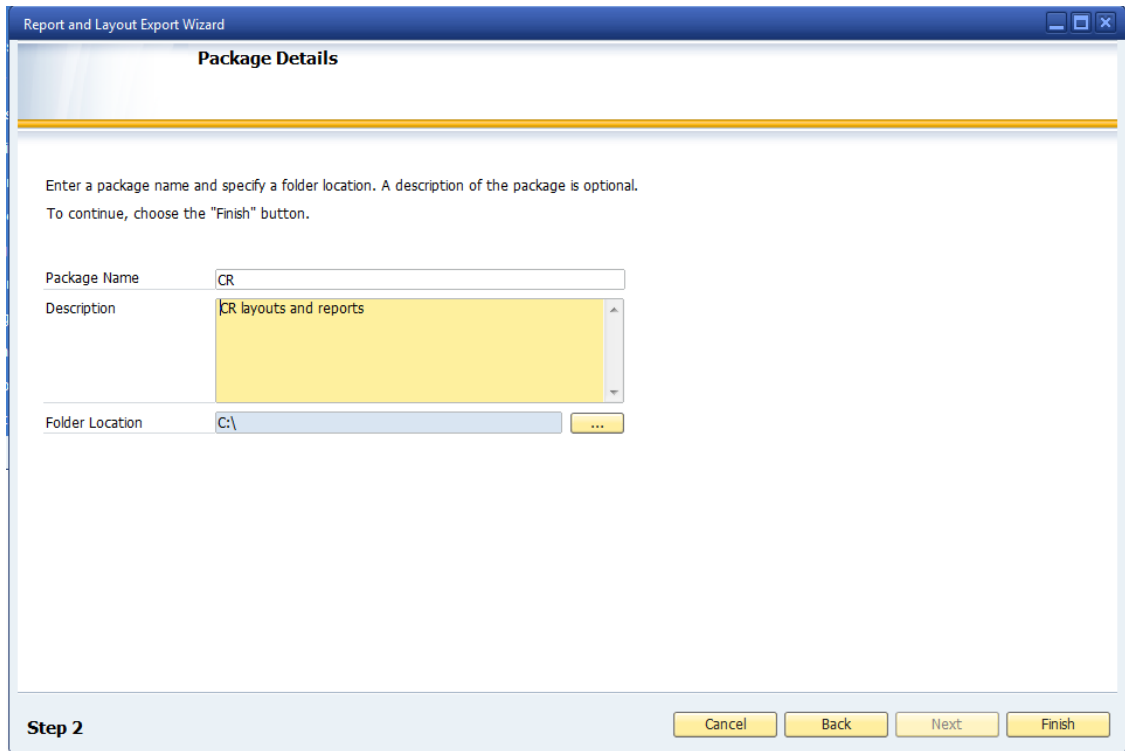 Report and Layout Export Wizard
Package Details
Enter a package name and specify a folder location. A description of the package is optional.
To continue, choose the "Finish" button.
Package Name CR
Description CR layouts and reports
Folder Location C:\ ...
Step 2 Cancel Back Next Finish